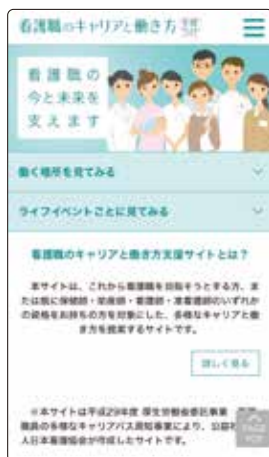 看護職のキャリアと働き方支援サイト
看護職の
今と未来を
支えます
働く場所を見てみる
ライフイベントごとに見てみる
看護職のキャリアと働き方支援サイトとは？
本サイトは、これから看護職を目指そうとする方、ま
たは既に保健師・助産師・看護師・准看護師のいずれか
の資格をお持ちの方を対象にした、多様なキャリアと働
き方を提案するサイトです。
詳しく見る
※本サイトは平成29年度 厚生労働省委託事業
職員の多様なキャリアパス周知事業により、公益社
人日本看護協会が作成したサイトです。
PAGE
TOP